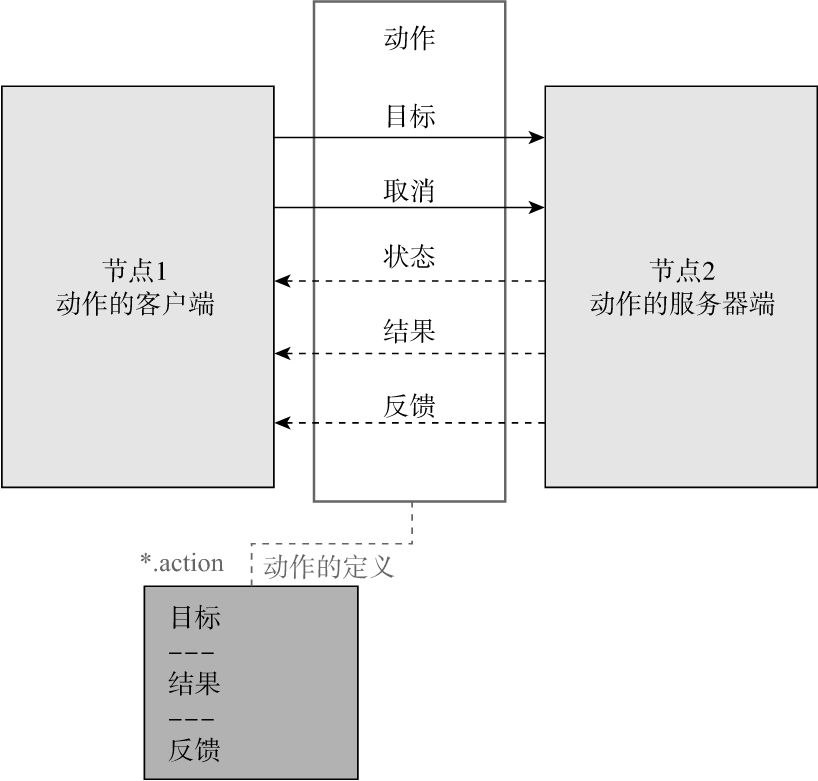 动作
目标
取消
状态
结果
反馈
节点1
动作的客户端
节点2
动作的服务器端
*.action
动作的定义
目标
---
结果
---
反馈